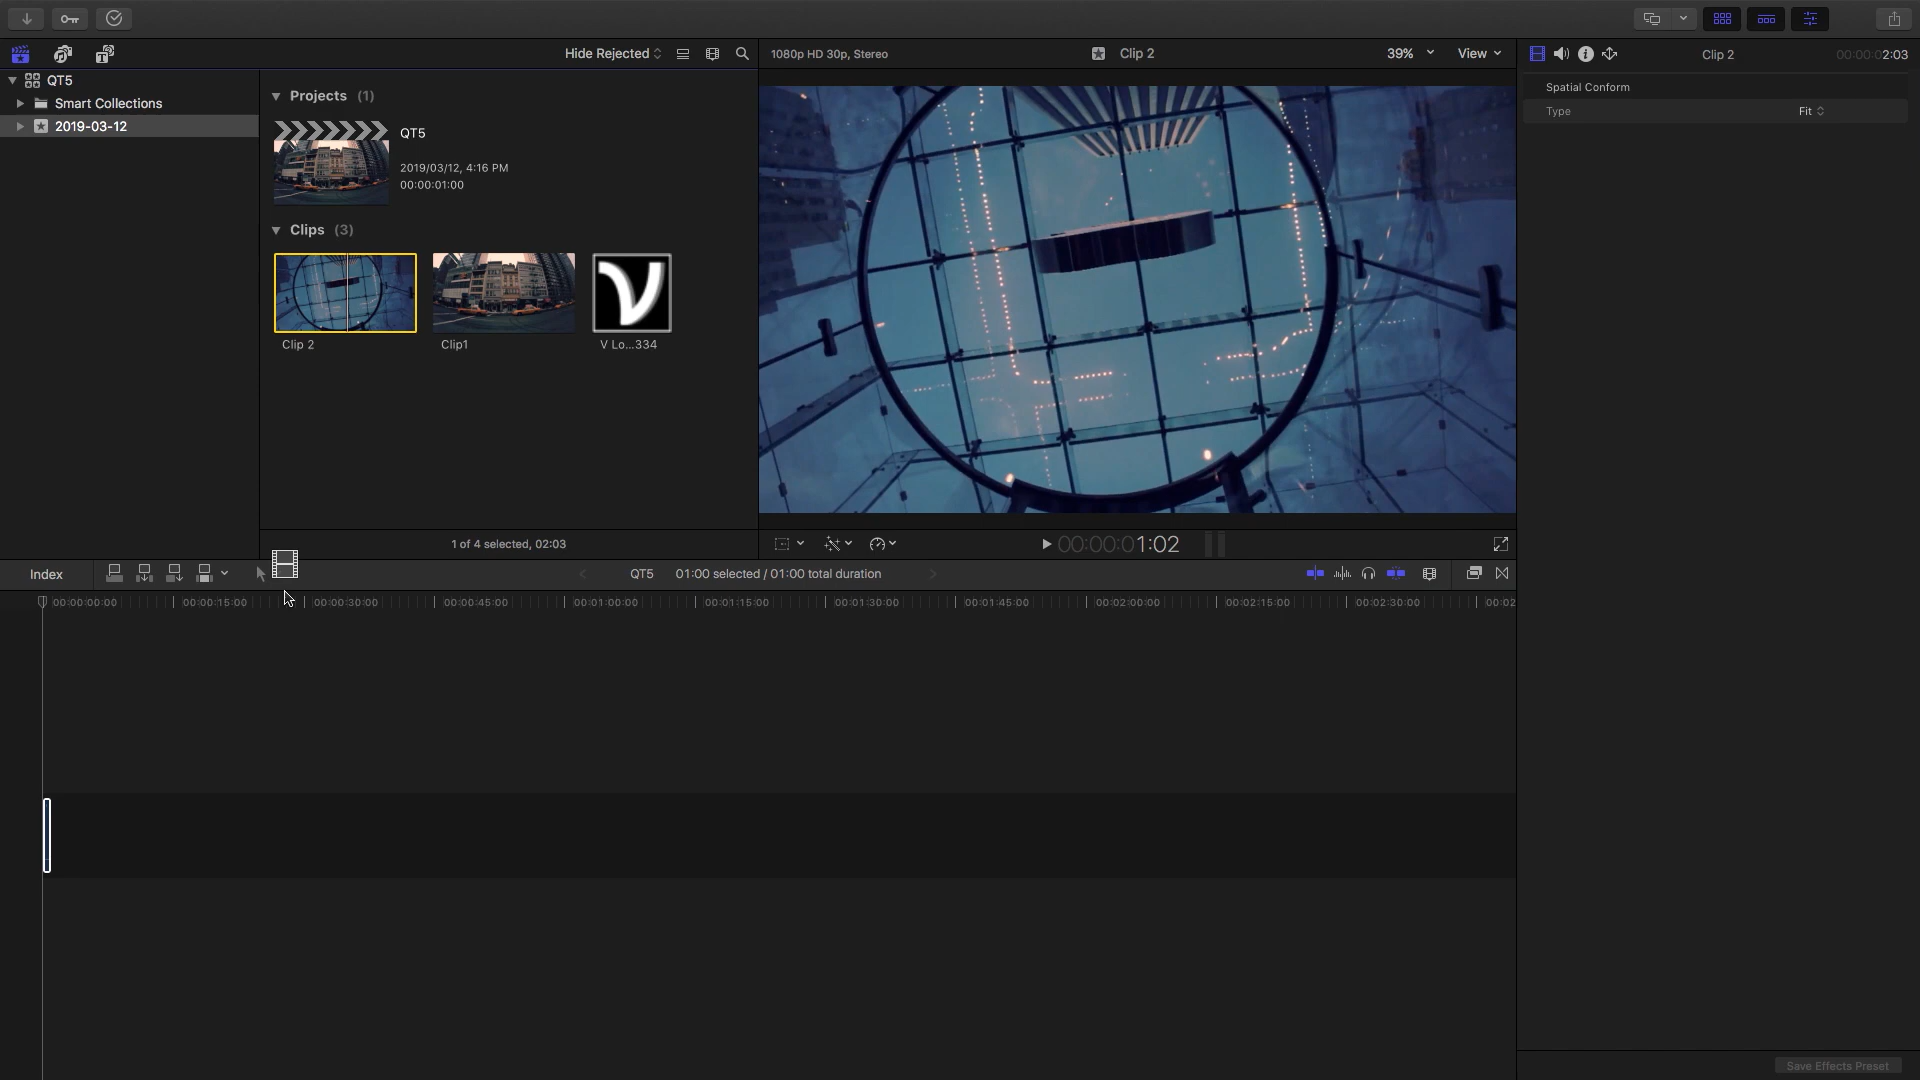 Hide Rejected
1080p HD 30p, Stereo
Clip 2
39%
View
Clip 2
00:00:02:03
QT5
Smart Collections
2019-03-12
Projects (1)
QT5
2019/03/12, 4:16 PM
00:00:01:00
Clips (3)
Clip 2
Clip1
V Lo...334
Spatial Conform
Type
Fit
1 of 4 selected, 02:03
00:00:01:02
Index
QT5
01:00 selected / 01:00 total duration
00:00:00:00
00:00:15:00
00:00:30:00
00:00:45:00
00:01:00:00
00:01:15:00
00:01:30:00
00:01:45:00
00:02:00:00
00:02:15:00
00:02:30:00
00:02
Save Effects Preset